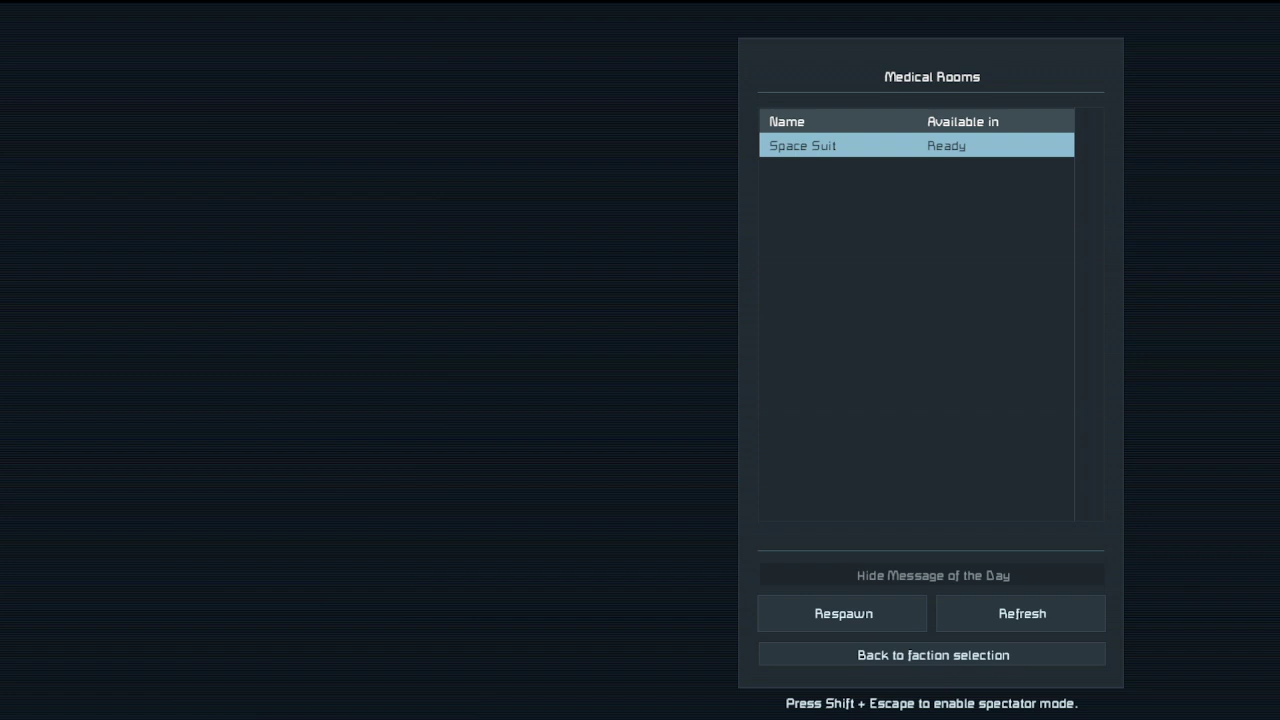 Medical Rooms
Name Available in
Space Suit Ready
Hide Message of the Day
Respawn Refresh
Back to faction selection
Press Shift + Escape to enable spectator mode.